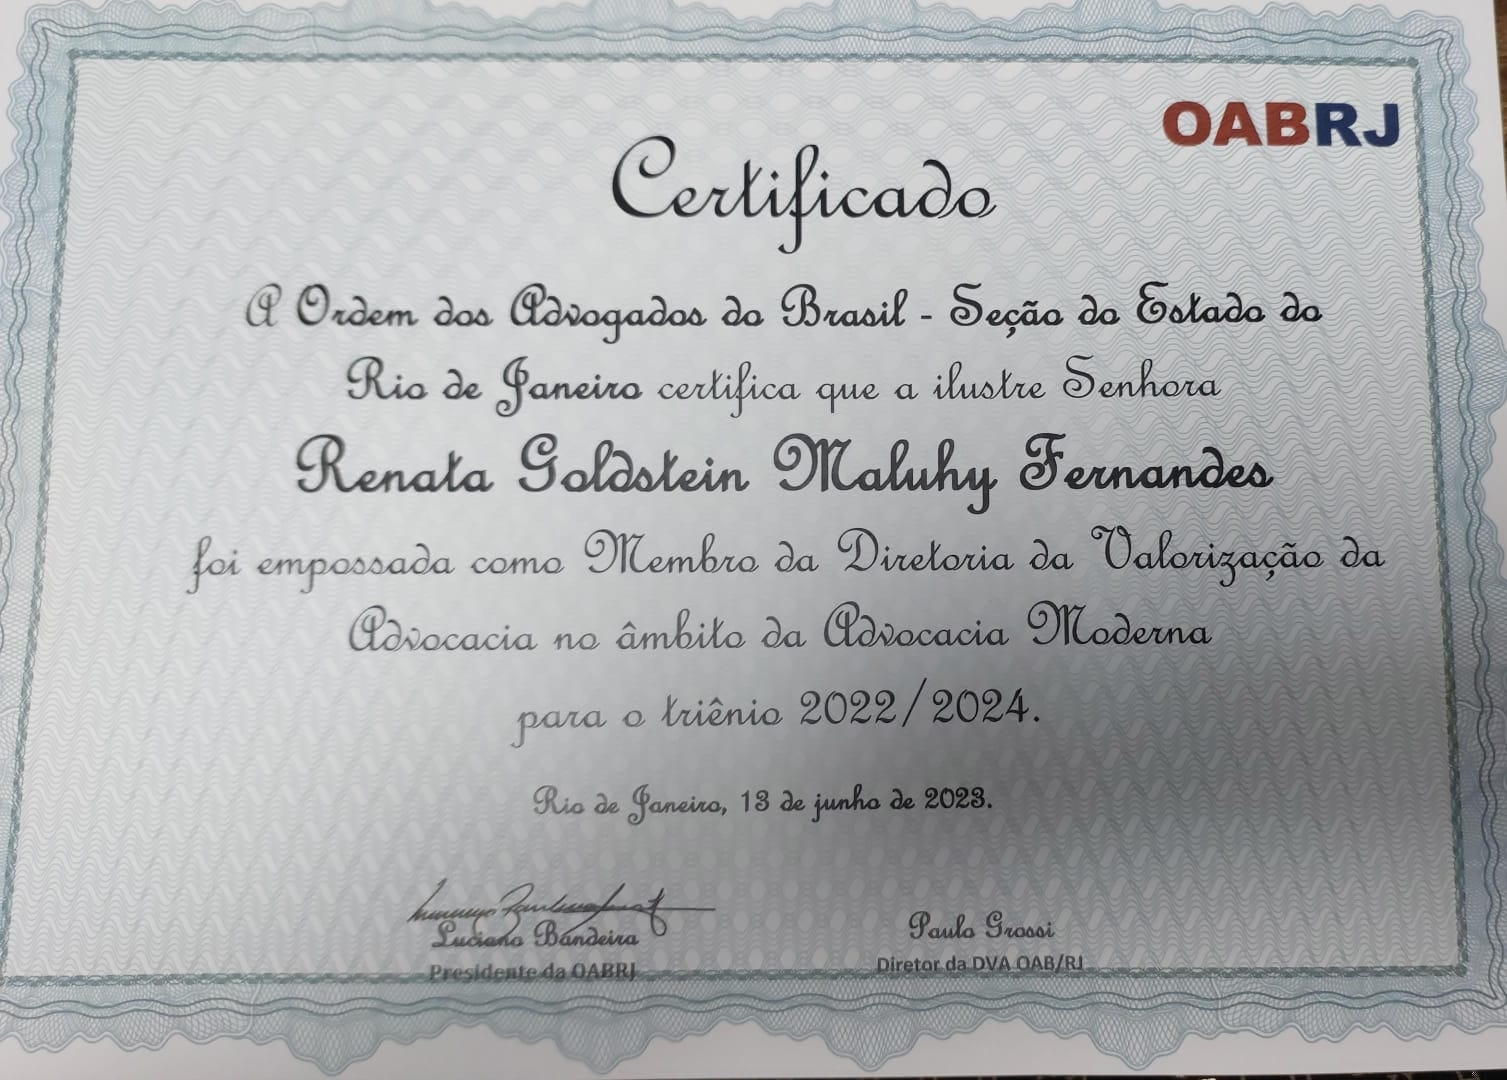 OABRJ
Certificado
A Ordem dos Advogados do Brasil - Seção do Estado do
Rio de Janeiro certifica que a ilustre Senhora
Renata Goldstein Maluhy Fernandes
foi empossada como Membro da Diretoria da Valorização da
Advocacia no âmbito da Advocacia Moderna
para o triênio 2022/2024.
Rio de Janeiro, 13 de junho de 2023.
Luciano Bandeira
Presidente da OABRJ
Paulo Grossi
Diretor da DVA OAB/RJ